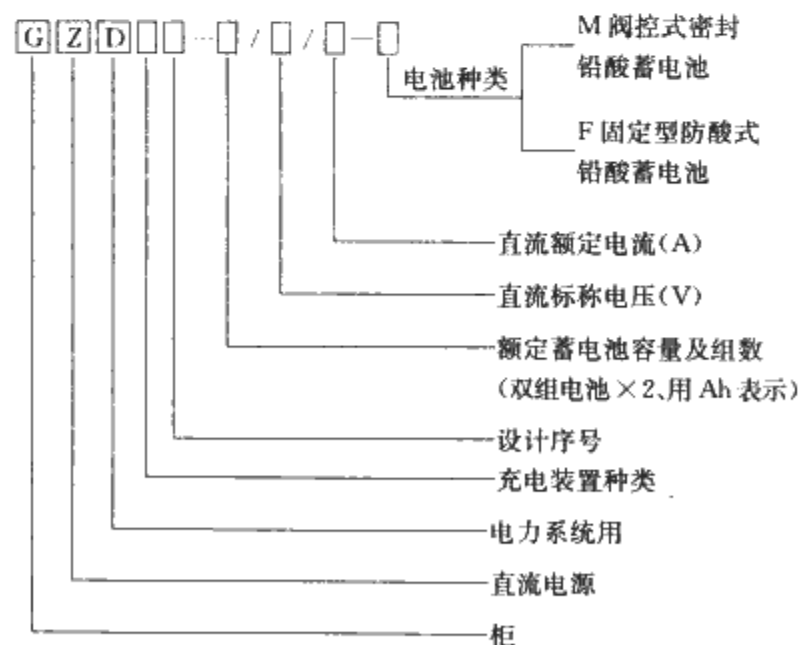 G Z D □ □ … □ / □ / □ — □
M 阀控式密封
铅酸蓄电池
电池种类
F 固定型防酸式
铅酸蓄电池
直流额定电流(A)
直流标称电压(V)
额定蓄电池容量及组数
(双组电池×2、用 Ah 表示)
设计序号
充电装置种类
电力系统用
直流电源
柜